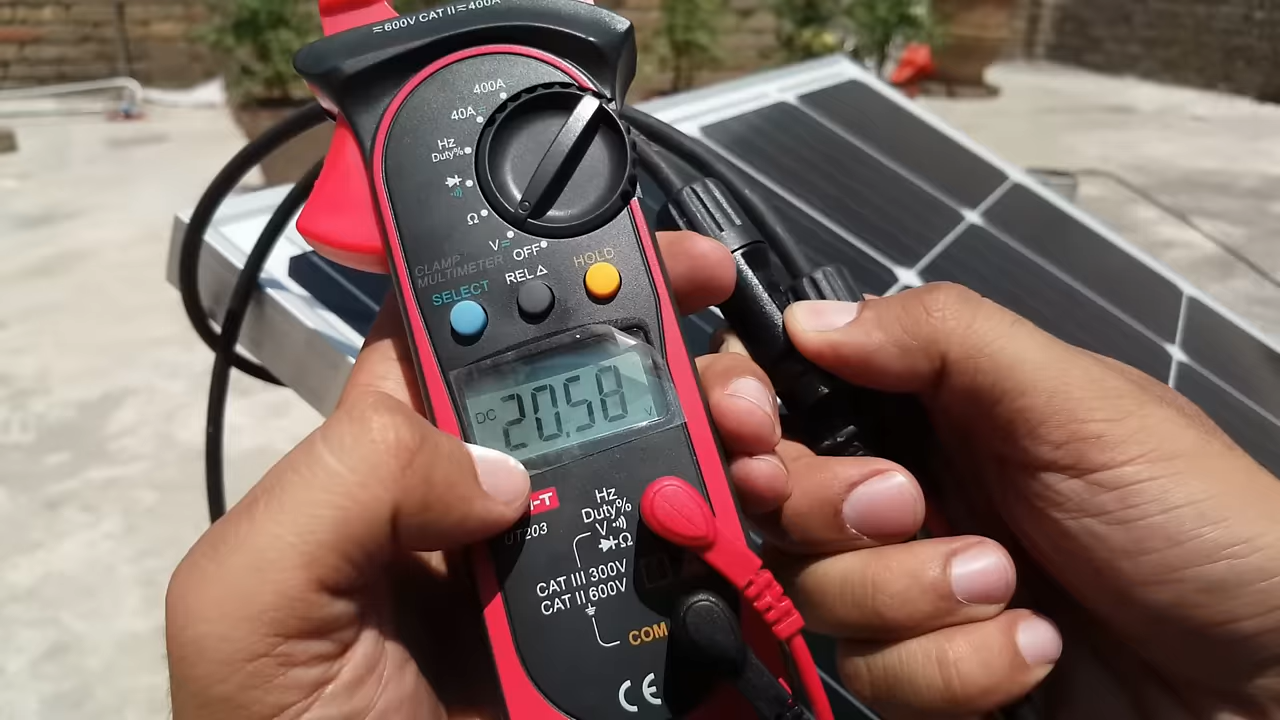 ≂600V CAT II≂400A
400A
40A
Hz
Duty%
Ω
V OFF
CLAMP
MULTIMETER
SELECT
REL△
HOLD
DC 20.58 V
-T
UT203
Hz
Duty%
V
Ω
CAT III 300V
CAT II 600V
COM
CE